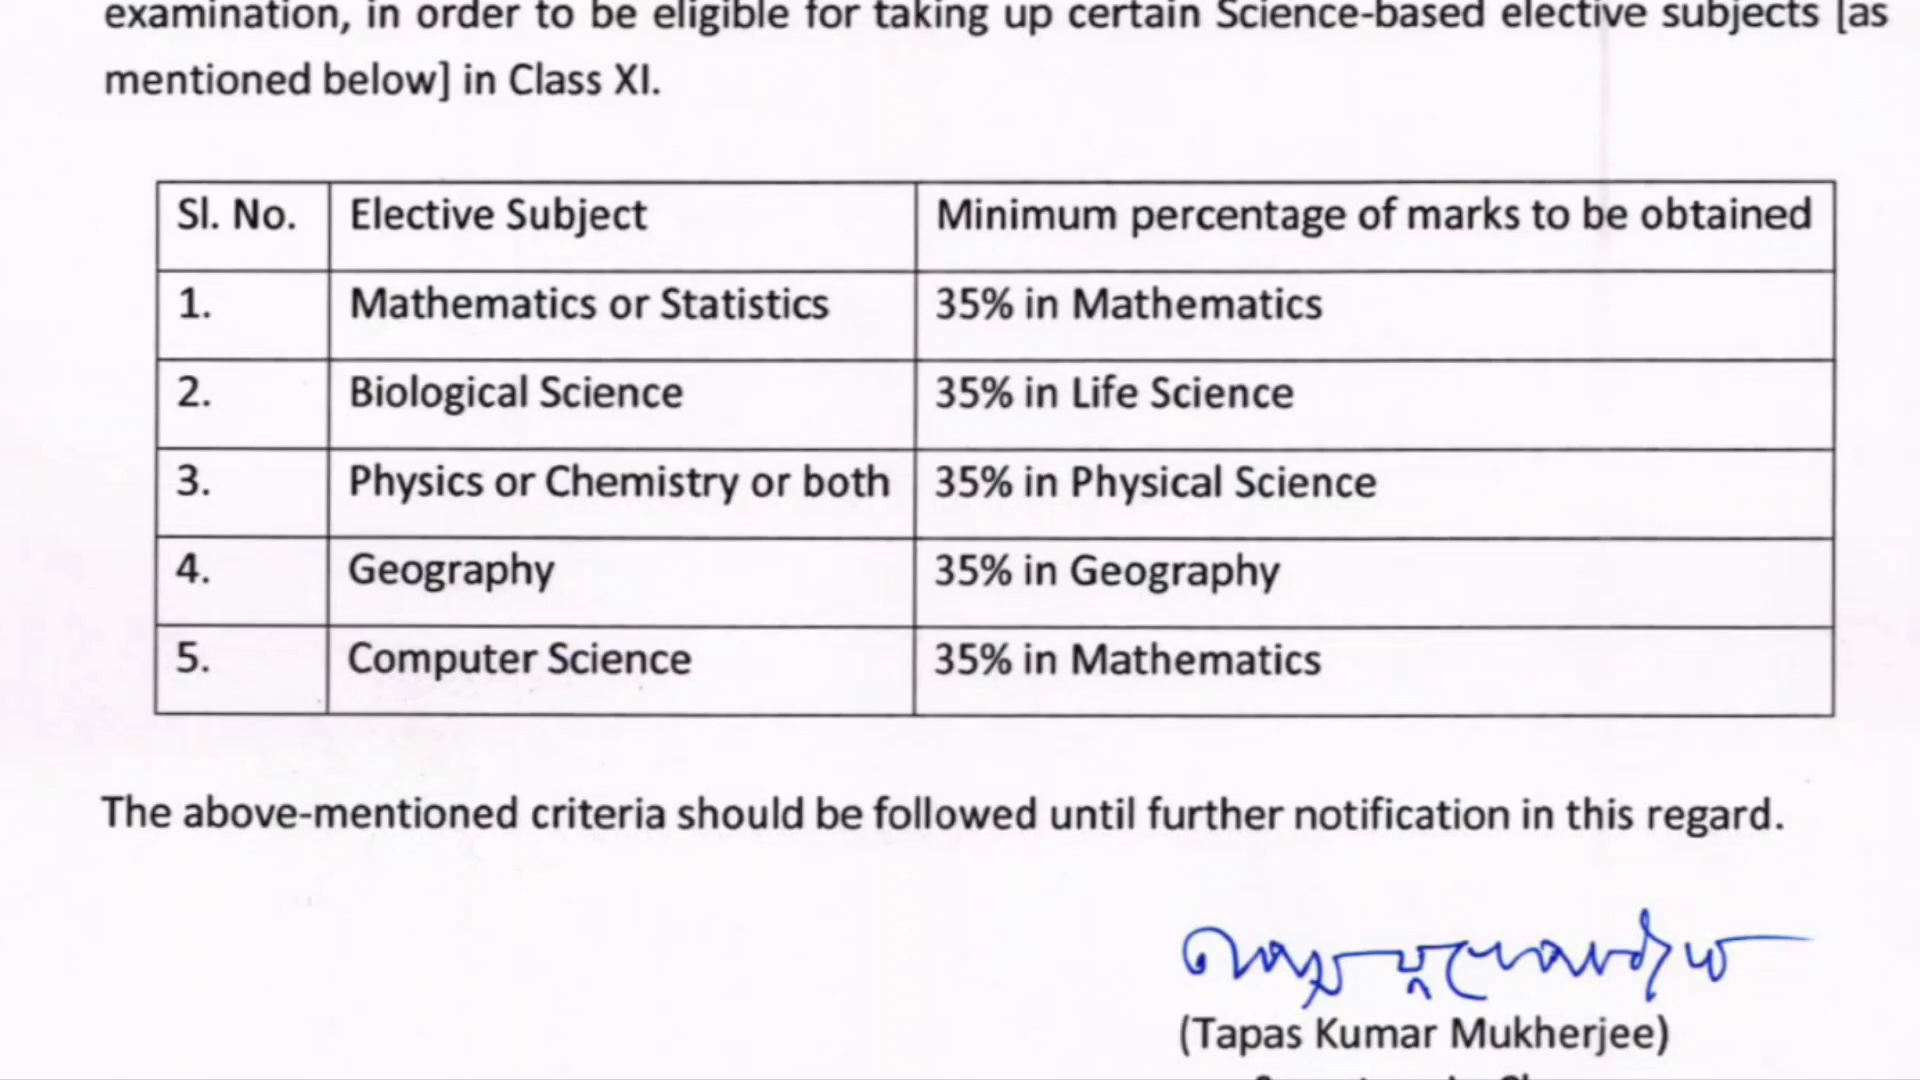 examination, in order to be eligible for taking up certain Science-based elective subjects [as
mentioned below] in Class XI.
Sl. No. Elective Subject Minimum percentage of marks to be obtained
1. Mathematics or Statistics 35% in Mathematics
2. Biological Science 35% in Life Science
3. Physics or Chemistry or both 35% in Physical Science
4. Geography 35% in Geography
5. Computer Science 35% in Mathematics
The above-mentioned criteria should be followed until further notification in this regard.
(Tapas Kumar Mukherjee)